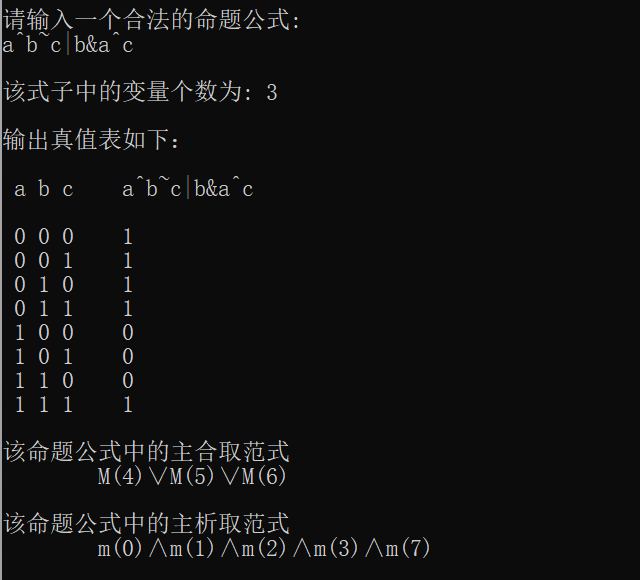 请输入一个合法的命题公式:
a^b~c|b&a^c
该式子中的变量个数为: 3
输出真值表如下:
a b c    a^b~c|b&a^c
0 0 0    1
0 0 1    1
0 1 0    1
0 1 1    1
1 0 0    0
1 0 1    0
1 1 0    0
1 1 1    1
该命题公式中的主合取范式
M(4)∨M(5)∨M(6)
该命题公式中的主析取范式
m(0)∧m(1)∧m(2)∧m(3)∧m(7)